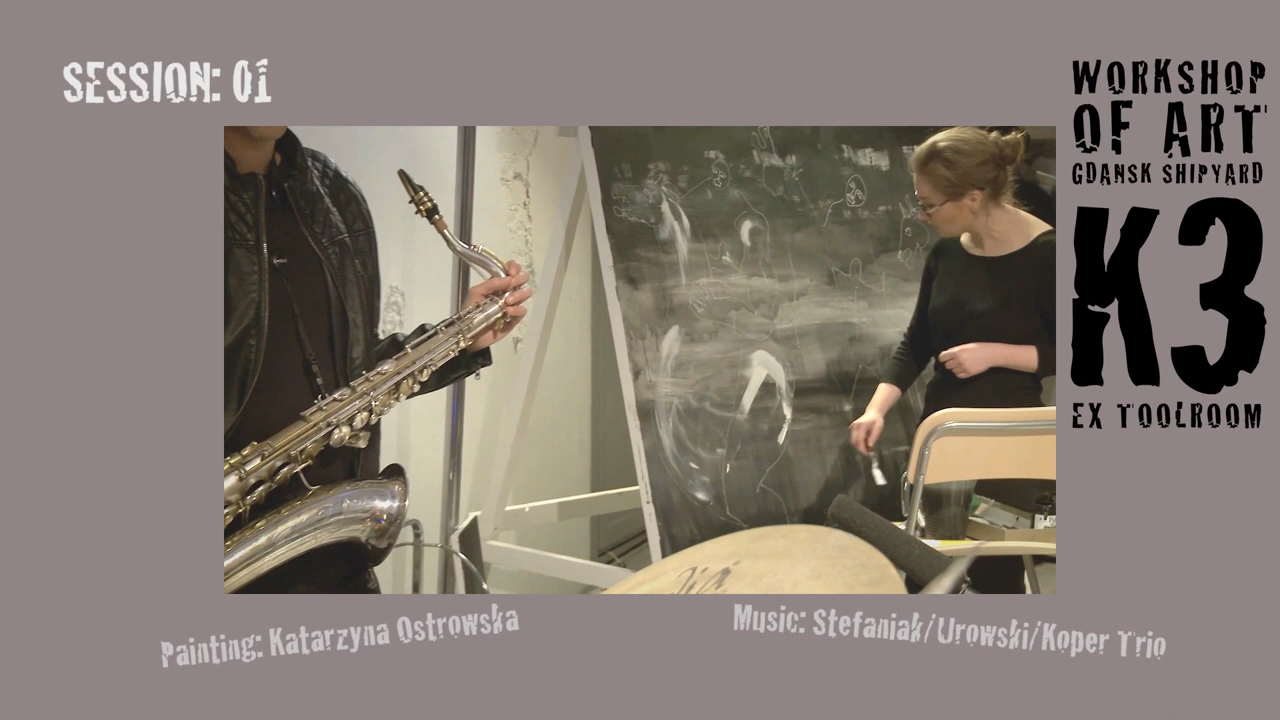 SESSION: 01
WORKSHOP
OF ART
GDANSK SHIPYARD
K3
EX TOOLROOM
Painting: Katarzyna Ostrowska
Music: Stefaniak/Urowski/Koper Trio